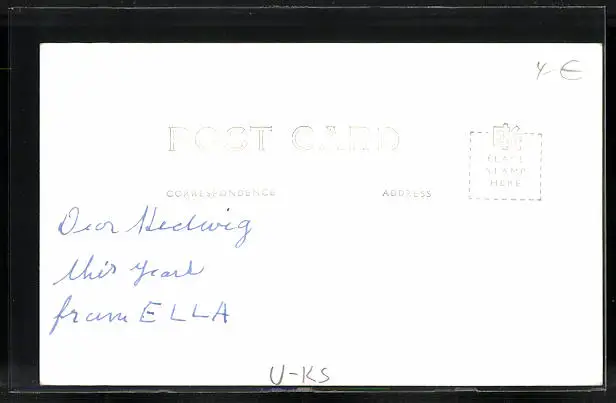 4-€
POST CARD
PLACE
STAMP
HERE
CORRESPONDENCE
ADDRESS
Dear Hedwig
this year
from ELLA
U-KS